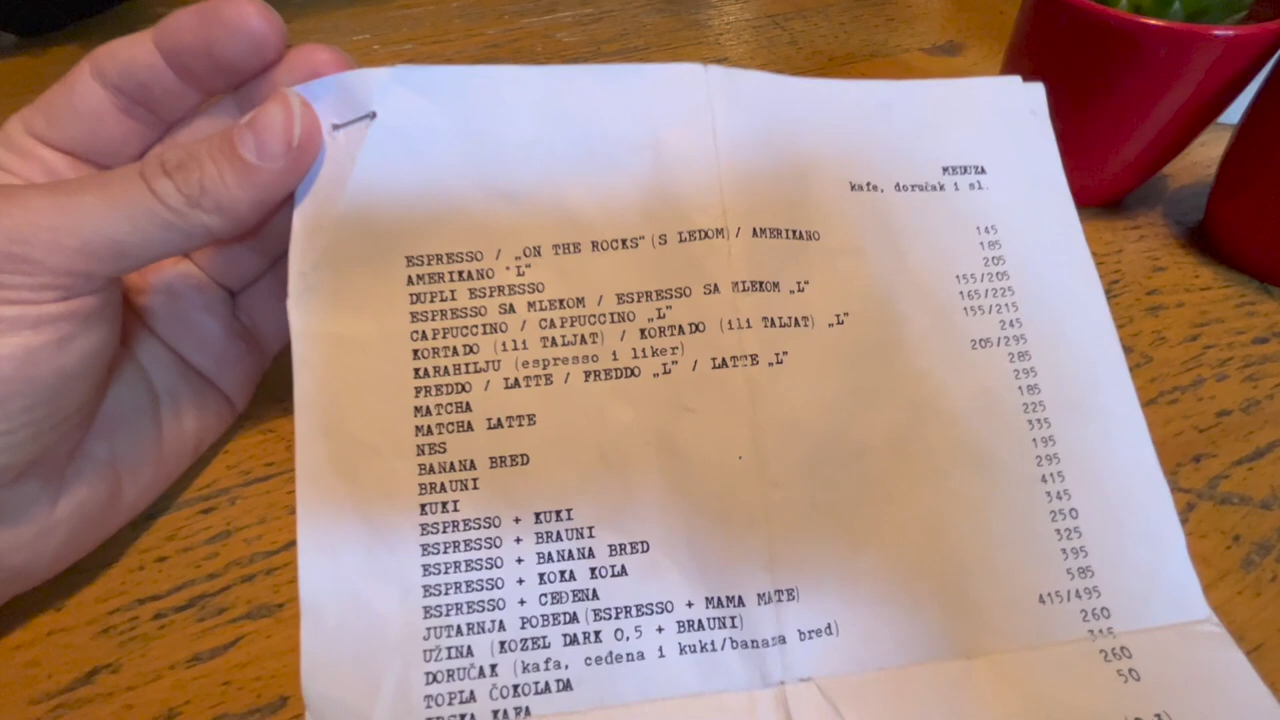 MEDUZA
kafe, doručak i sl.
ESPRESSO / „ON THE ROCKS" (S LEDOM) / AMERIKANO 145
AMERIKANO "L" 185
DUPLI ESPRESSO 205
ESPRESSO SA MLEKOM / ESPRESSO SA MLEKOM „L" 155/205
CAPPUCCINO / CAPPUCCINO „L" 165/225
KORTADO (ili TALJAT) / KORTADO (ili TALJAT) „L" 155/215
KARAHILJU (espresso i liker) 245
FREDDO / LATTE / FREDDO „L" / LATTE „L" 205/295
MATCHA 285
MATCHA LATTE 295
NES 185
BANANA BRED 225
BRAUNI 335
KUKI 195
ESPRESSO + KUKI 295
ESPRESSO + BRAUNI 415
ESPRESSO + BANANA BRED 345
ESPRESSO + KOKA KOLA 250
ESPRESSO + CEĐENA 325
JUTARNJA POBEDA (ESPRESSO + MAMA MATE) 395
UŽINA (KOZEL DARK 0,5 + BRAUNI) 585
DORUČAK (kafa, ceđena i kuki/banana bred) 415/495
TOPLA ČOKOLADA 260
KAFA 315
260
50